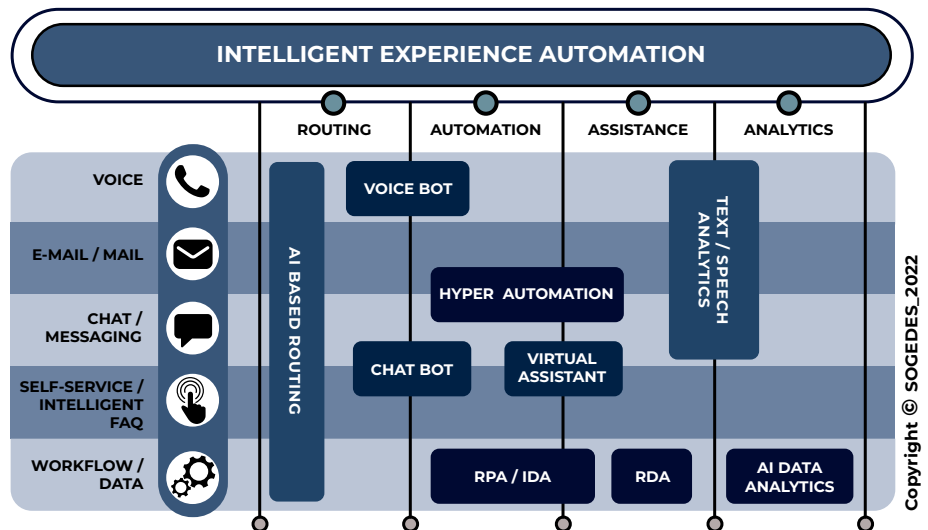 INTELLIGENT EXPERIENCE AUTOMATION
ROUTING
AUTOMATION
ASSISTANCE
ANALYTICS
VOICE
E-MAIL / MAIL
CHAT /
MESSAGING
SELF-SERVICE /
INTELLIGENT
FAQ
WORKFLOW /
DATA
AI BASED ROUTING
VOICE BOT
HYPER AUTOMATION
CHAT BOT
VIRTUAL
ASSISTANT
TEXT / SPEECH
ANALYTICS
RPA / IDA
RDA
AI DATA
ANALYTICS
Copyright © SOGEDES_2022